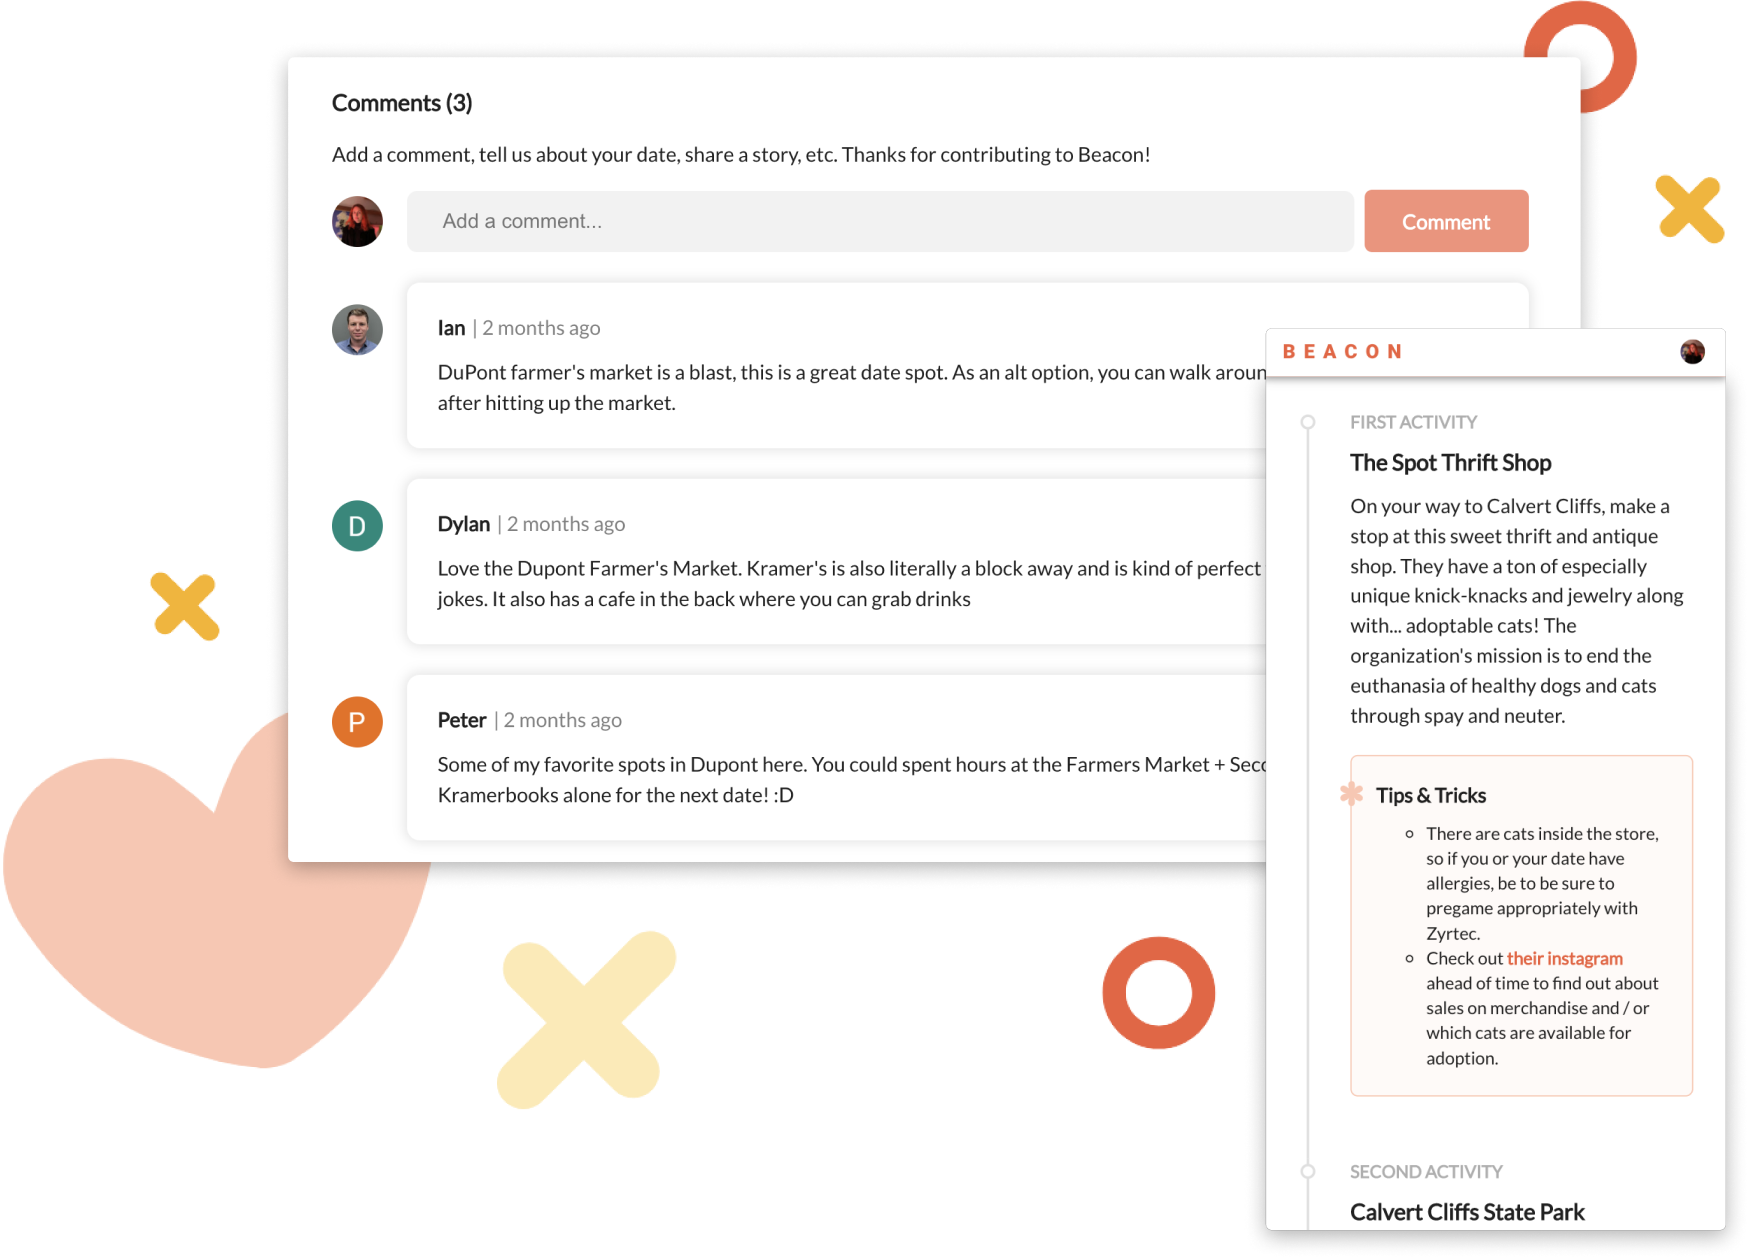 Comments (3)
Add a comment, tell us about your date, share a story, etc. Thanks for contributing to Beacon!
Add a comment...
Comment
Ian | 2 months ago
DuPont farmer's market is a blast, this is a great date spot. As an alt option, you can walk
after hitting up the market.
D
Dylan | 2 months ago
Love the Dupont Farmer's Market. Kramer's is also literally a block away and is kind of perfect
jokes. It also has a cafe in the back where you can grab drinks
P
Peter | 2 months ago
Some of my favorite spots in Dupont here. You could spent hours at the Farmers Market +
Kramerbooks alone for the next date! :D
BEACON
FIRST ACTIVITY
The Spot Thrift Shop
On your way to Calvert Cliffs, make a
stop at this sweet thrift and antique
shop. They have a ton of especially
unique knick-knacks and jewelry along
with... adoptable cats! The
organization's mission is to end the
euthanasia of healthy dogs and cats
through spay and neuter.
Tips & Tricks
There are cats inside the store,
so if you or your date have
allergies, be to be sure to
pregame appropriately with
Zyrtec.
Check out their instagram
ahead of time to find out about
sales on merchandise and / or
which cats are available for
adoption.
SECOND ACTIVITY
Calvert Cliffs State Park